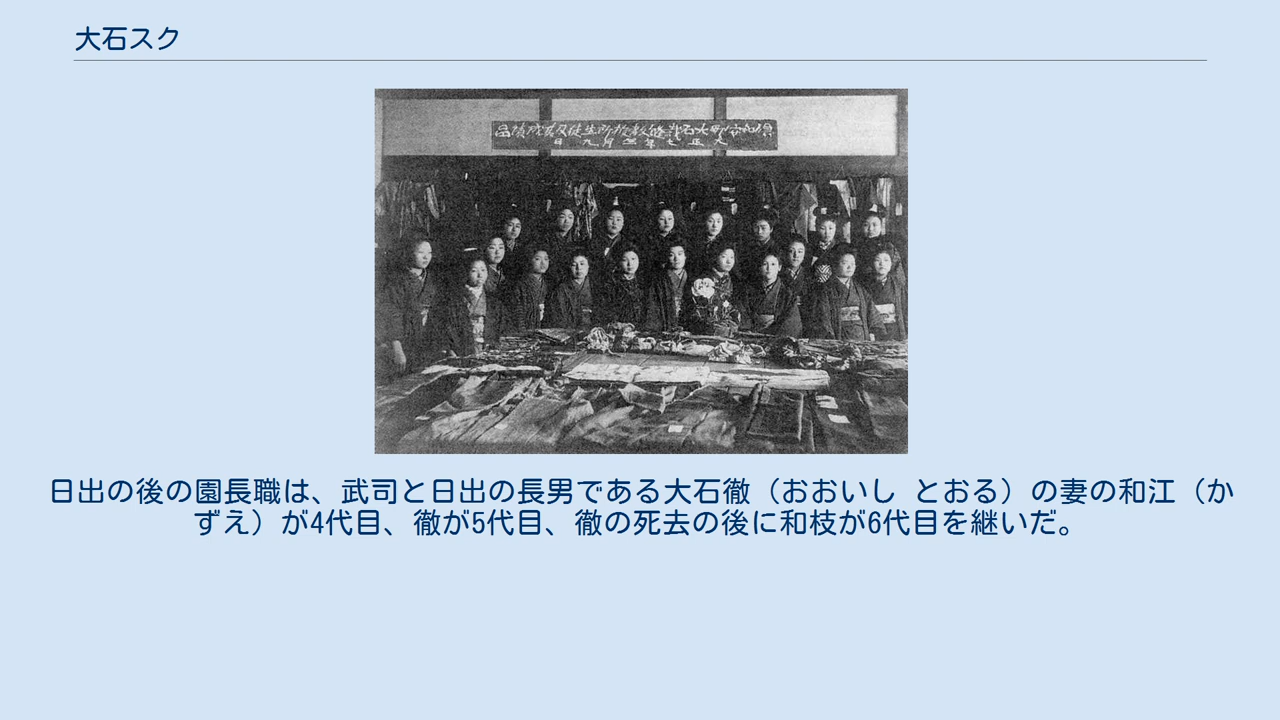 大石スク
日出の後の園長職は、武司と日出の長男である大石徹（おおいし とおる）の妻の和江（か
ずえ）が4代目、徹が5代目、徹の死去の後に和枝が6代目を継いだ。